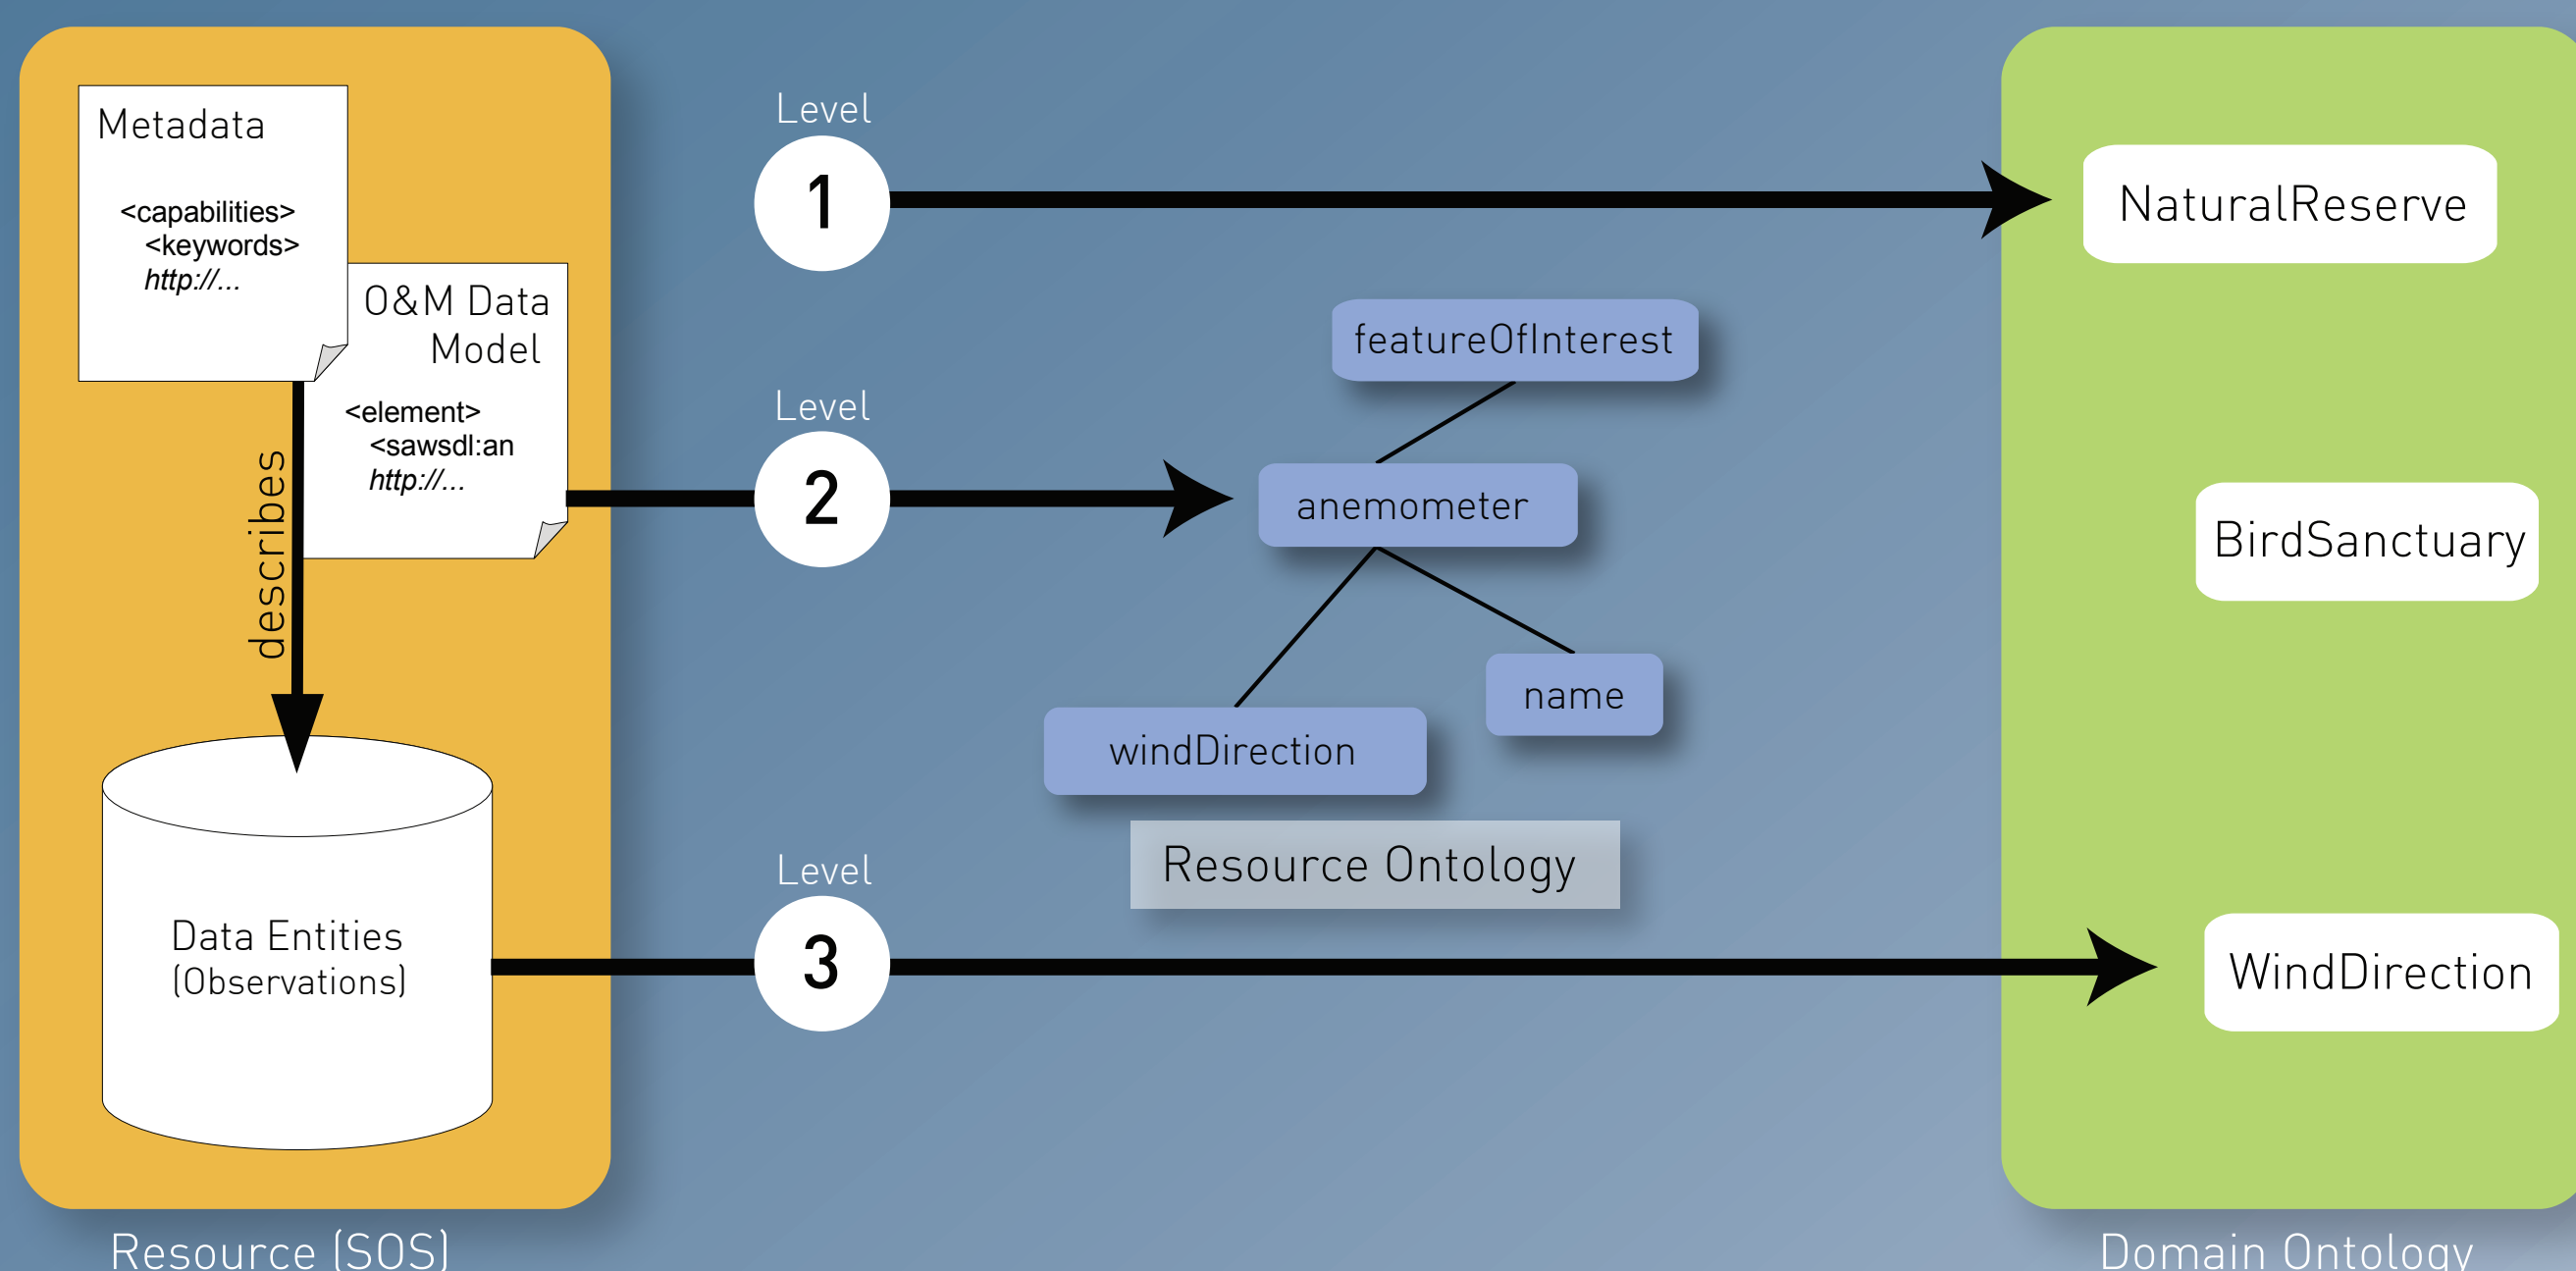 Metadata
<capabilities>
<keywords>
http://...
O&M Data
Model
<element>
<sawsdl:an
http://...
describes
Data Entities
(Observations)
Resource (SOS)
Level
1
Level
2
Level
3
featureOfInterest
anemometer
windDirection
name
Resource Ontology
NaturalReserve
BirdSanctuary
WindDirection
Domain Ontology